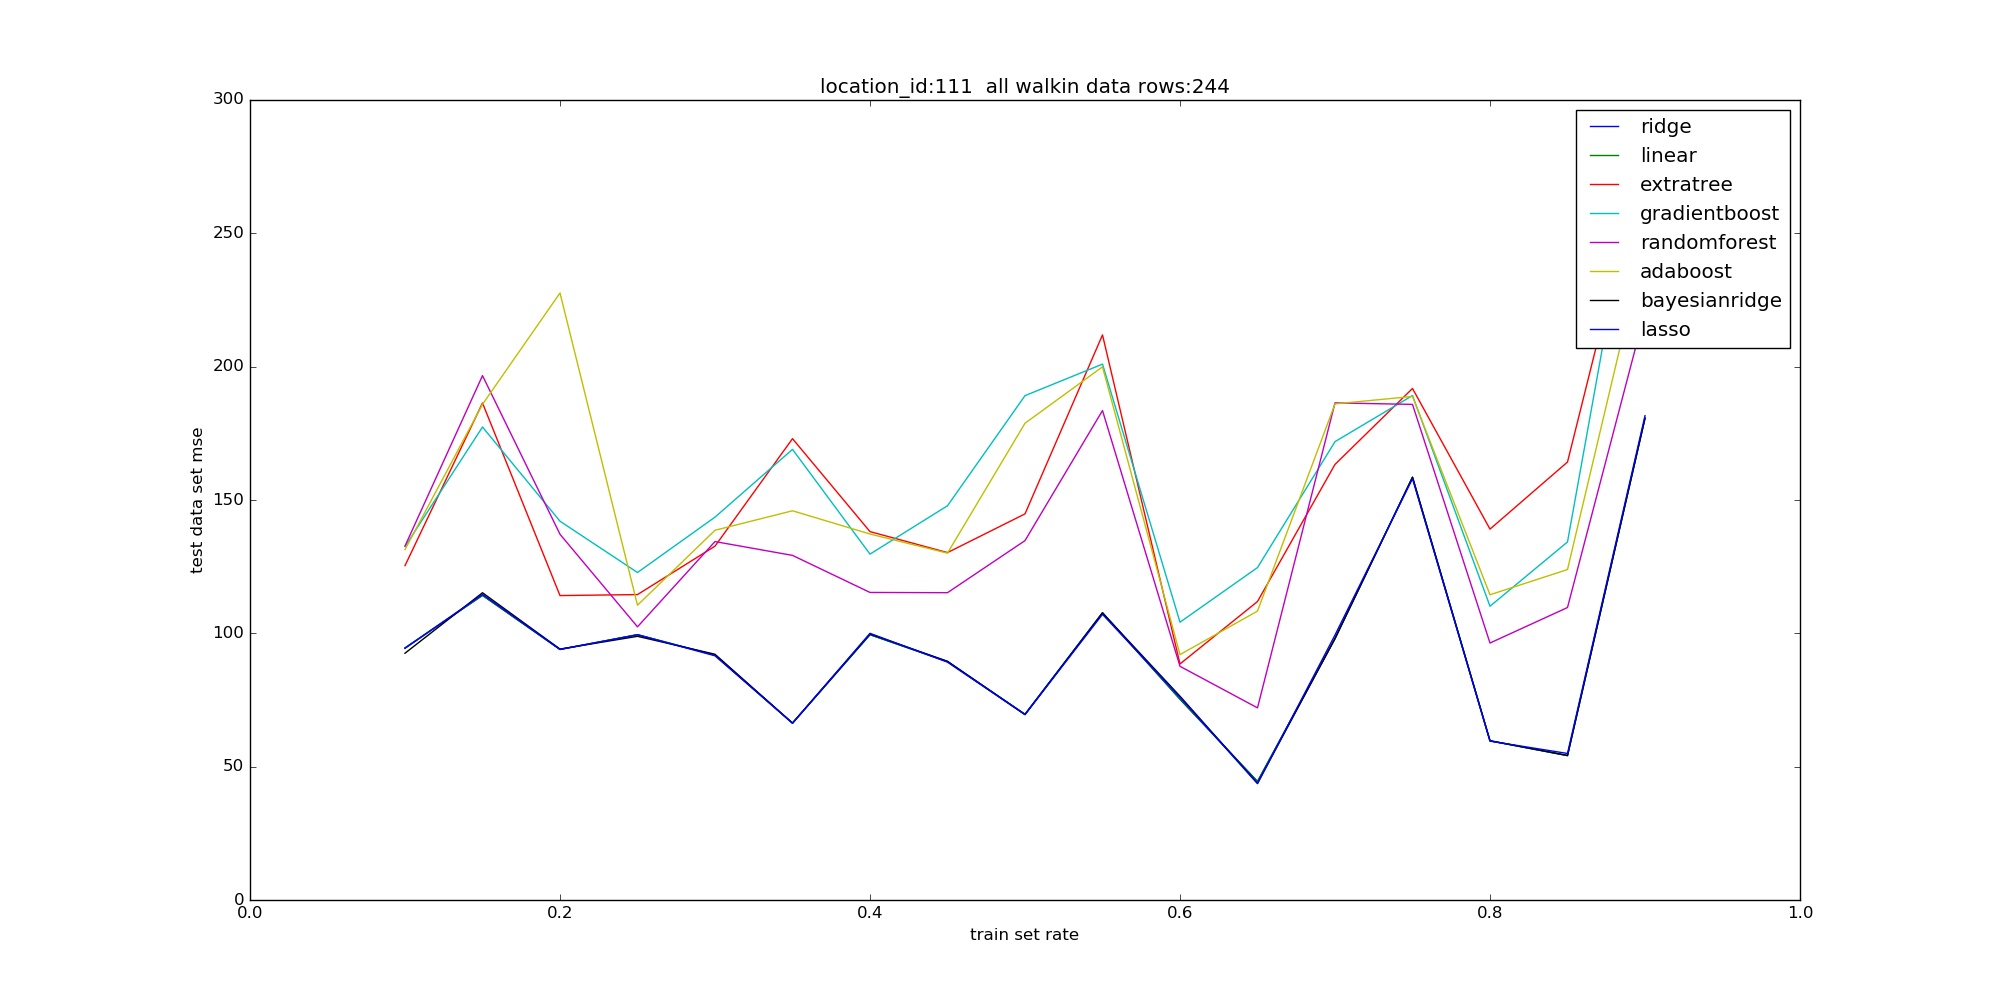 location_id:111  all walkin data rows:244
300
250
200
150
100
50
0
test data set mse
ridge
linear
extratree
gradientboost
randomforest
adaboost
bayesianridge
lasso
0.0 0.2 0.4 0.6 0.8 1.0
train set rate